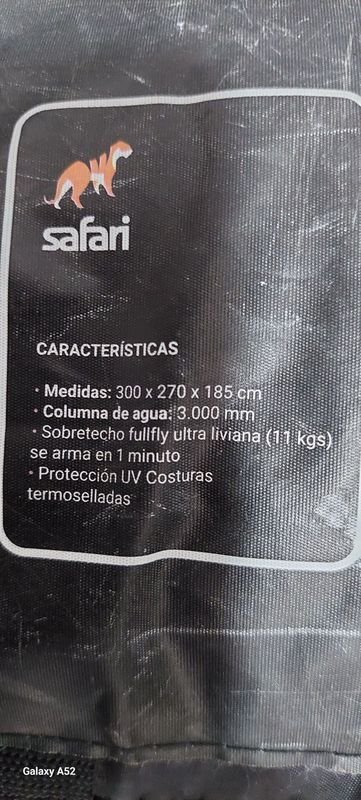 safari
CARACTERÍSTICAS
· Medidas: 300 x 270 x 185 cm
· Columna de agua: 3.000 mm
· Sobretecho fullfly ultra liviana (11 kgs)
se arma en 1 minuto
· Protección UV Costuras
termoselladas
Galaxy A52